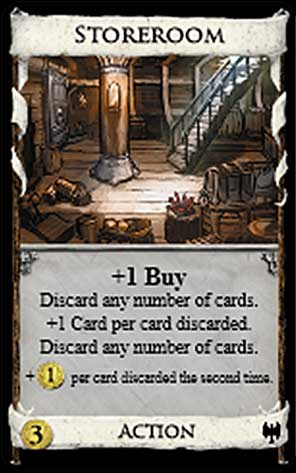 STOREROOM
+1 Buy
Discard any number of cards.
+1 Card per card discarded.
Discard any number of cards.
+1 per card discarded the second time.
3 ACTION